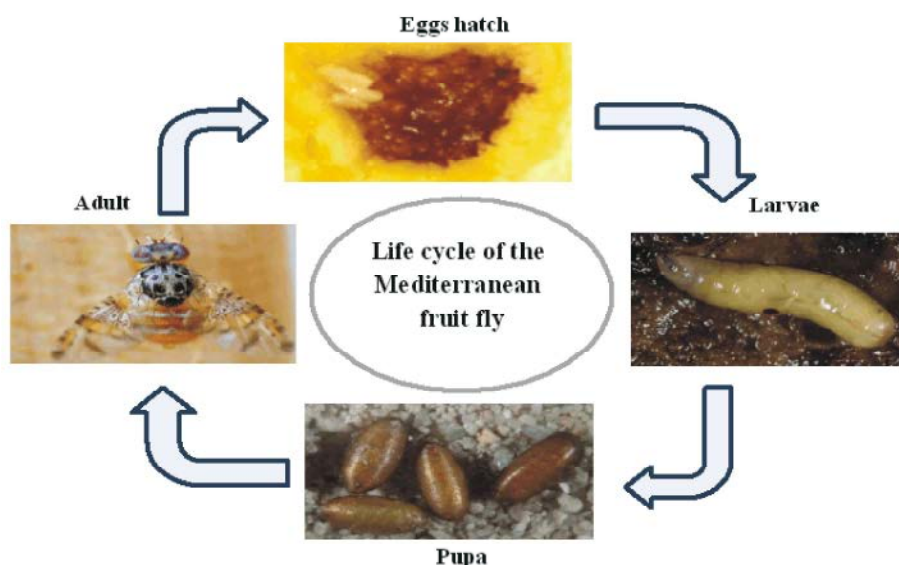 Eggs hatch
Adult
Larvae
Life cycle of the
Mediterranean
fruit fly
Pupa